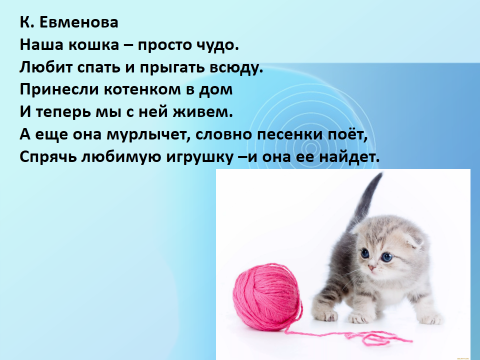 К. Евменова
Наша кошка – просто чудо.
Любит спать и прыгать всюду.
Принесли котенком в дом
И теперь мы с ней живем.
А еще она мурлычет, словно песенки поёт,
Спрячь любимую игрушку –и она ее найдет.